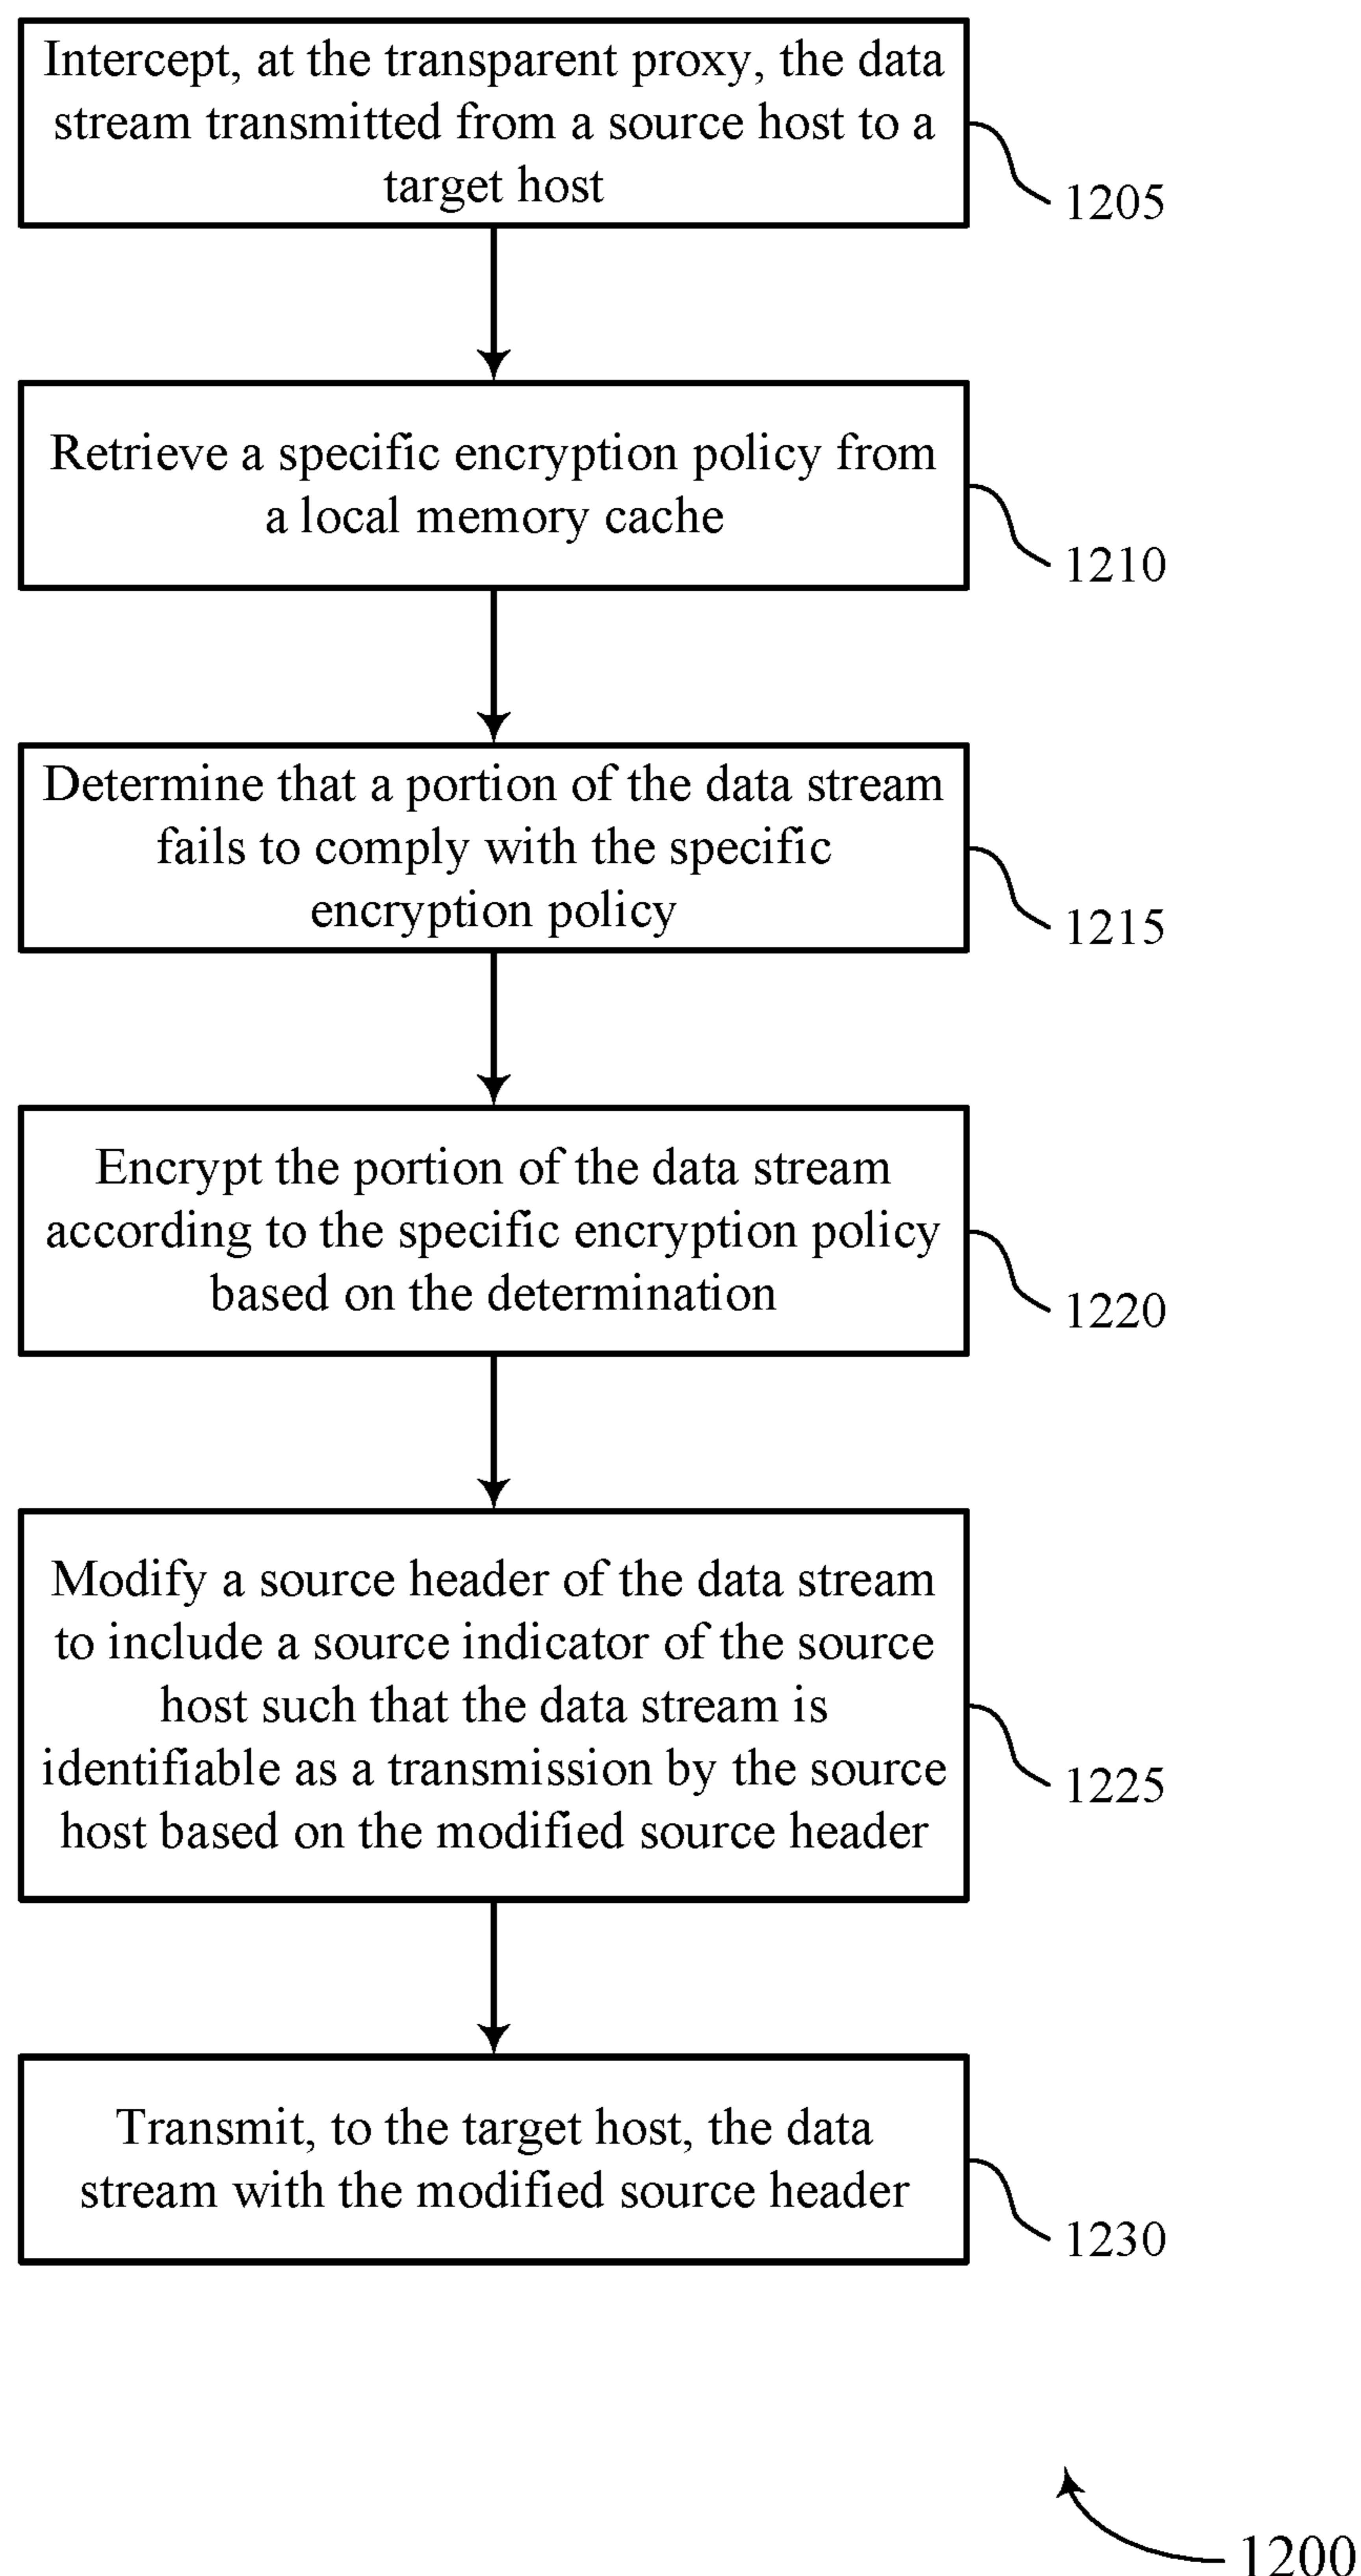 Intercept, at the transparent proxy, the data
stream transmitted from a source host to a
target host
1205
Retrieve a specific encryption policy from
a local memory cache
1210
Determine that a portion of the data stream
fails to comply with the specific
encryption policy
1215
Encrypt the portion of the data stream
according to the specific encryption policy
based on the determination
1220
Modify a source header of the data stream
to include a source indicator of the source
host such that the data stream is
identifiable as a transmission by the source
host based on the modified source header
1225
Transmit, to the target host, the data
stream with the modified source header
1230
1200